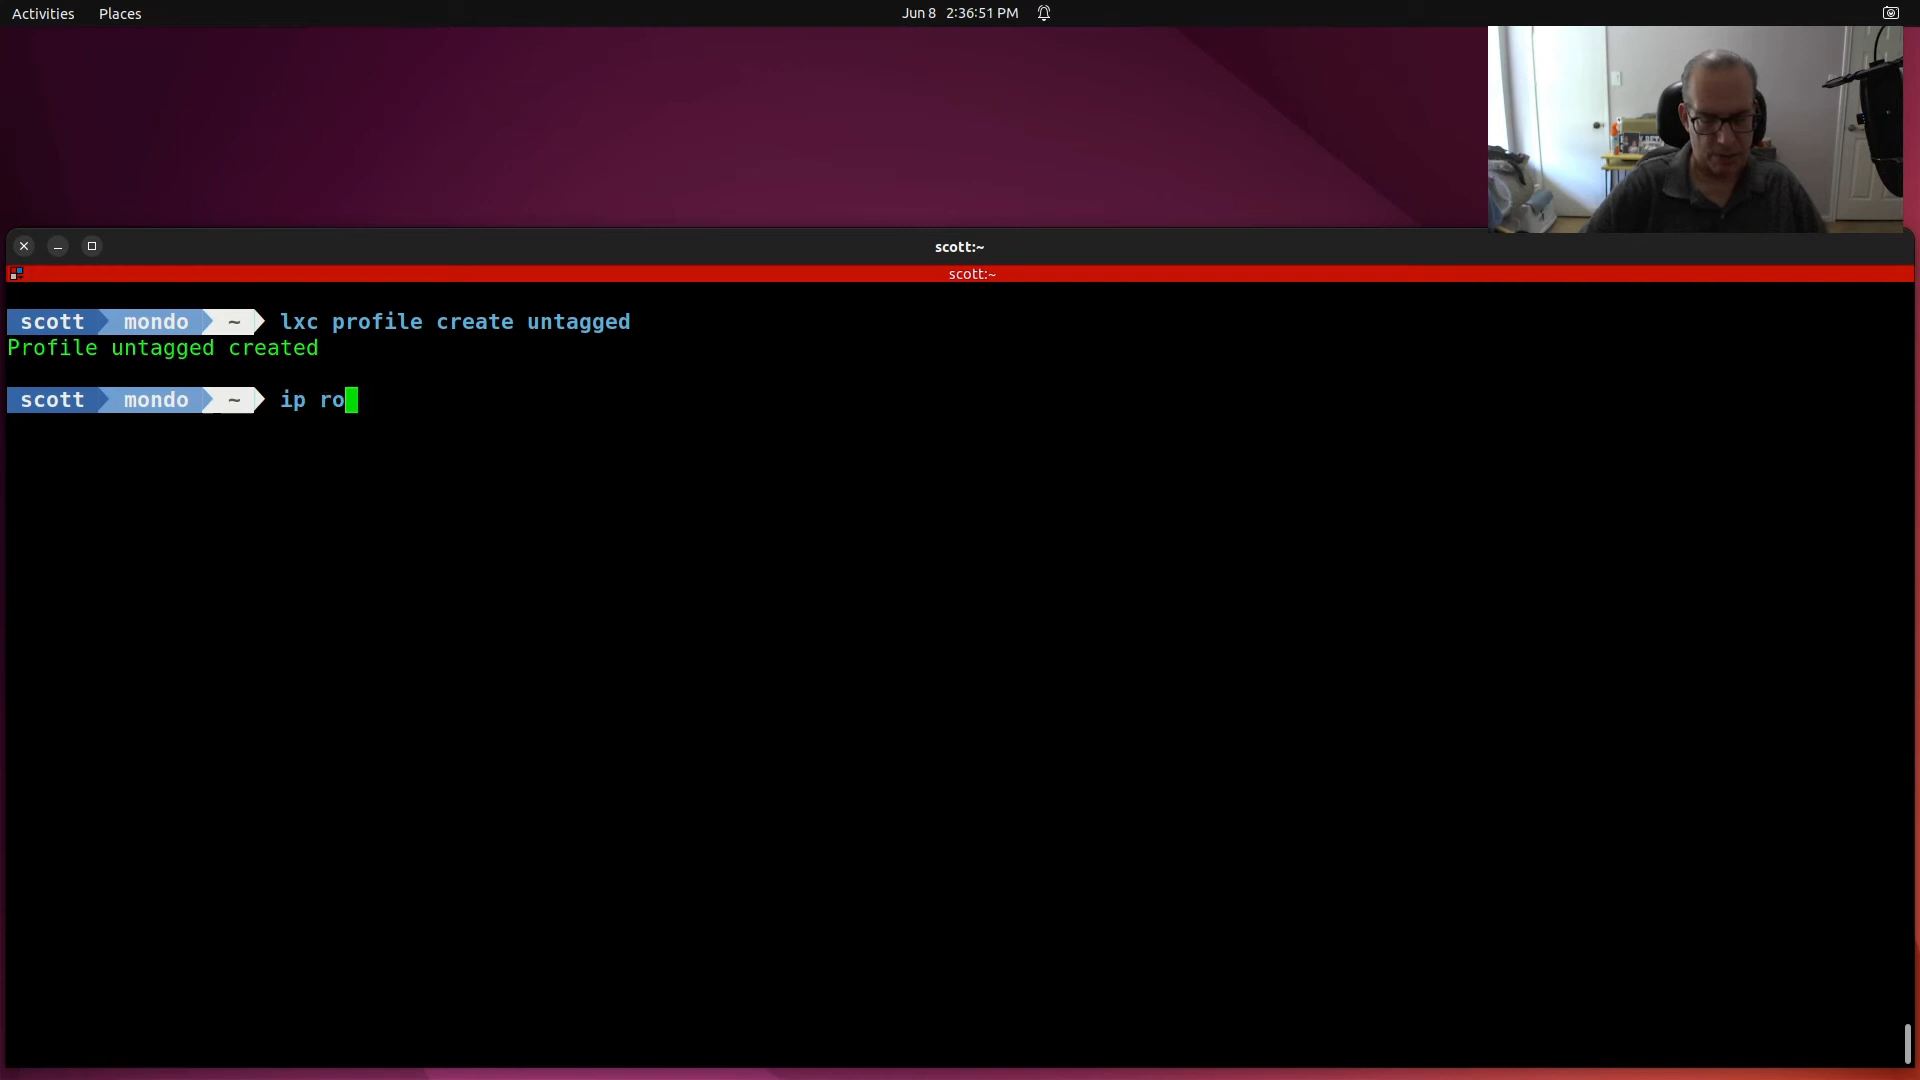 Activities Places Jun 8 2:36:51 PM
scott:~
scott:~
scott mondo ~ lxc profile create untagged
Profile untagged created
scott mondo ~ ip ro